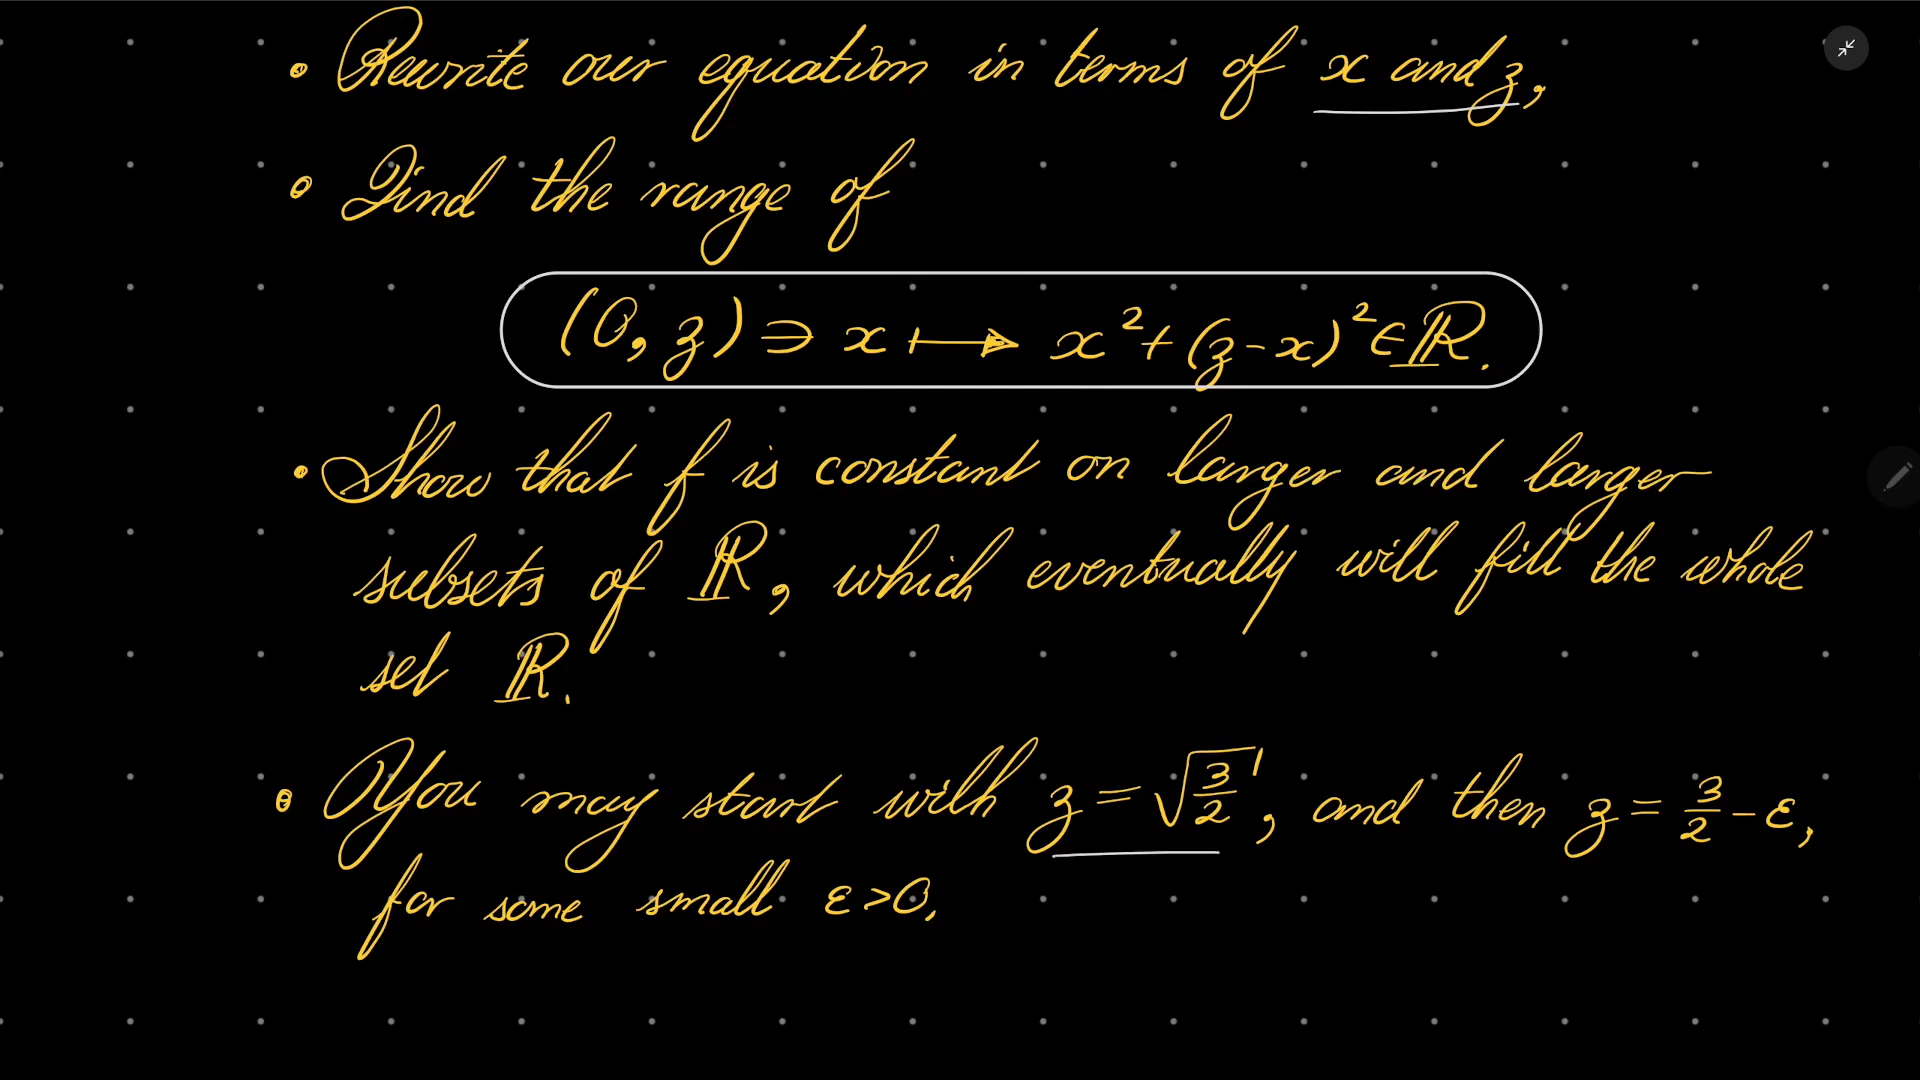 • Rewrite our equation in terms of x and z,
• Find the range of
(0, z) ∋ x ↦ x² + (z - x)² ∈ ℝ.
• Show that f is constant on larger and larger
subsets of ℝ, which eventually will fill the whole
set ℝ.
• You may start with z = √(3/2), and then z = 3/2 - ε,
for some small ε > 0,